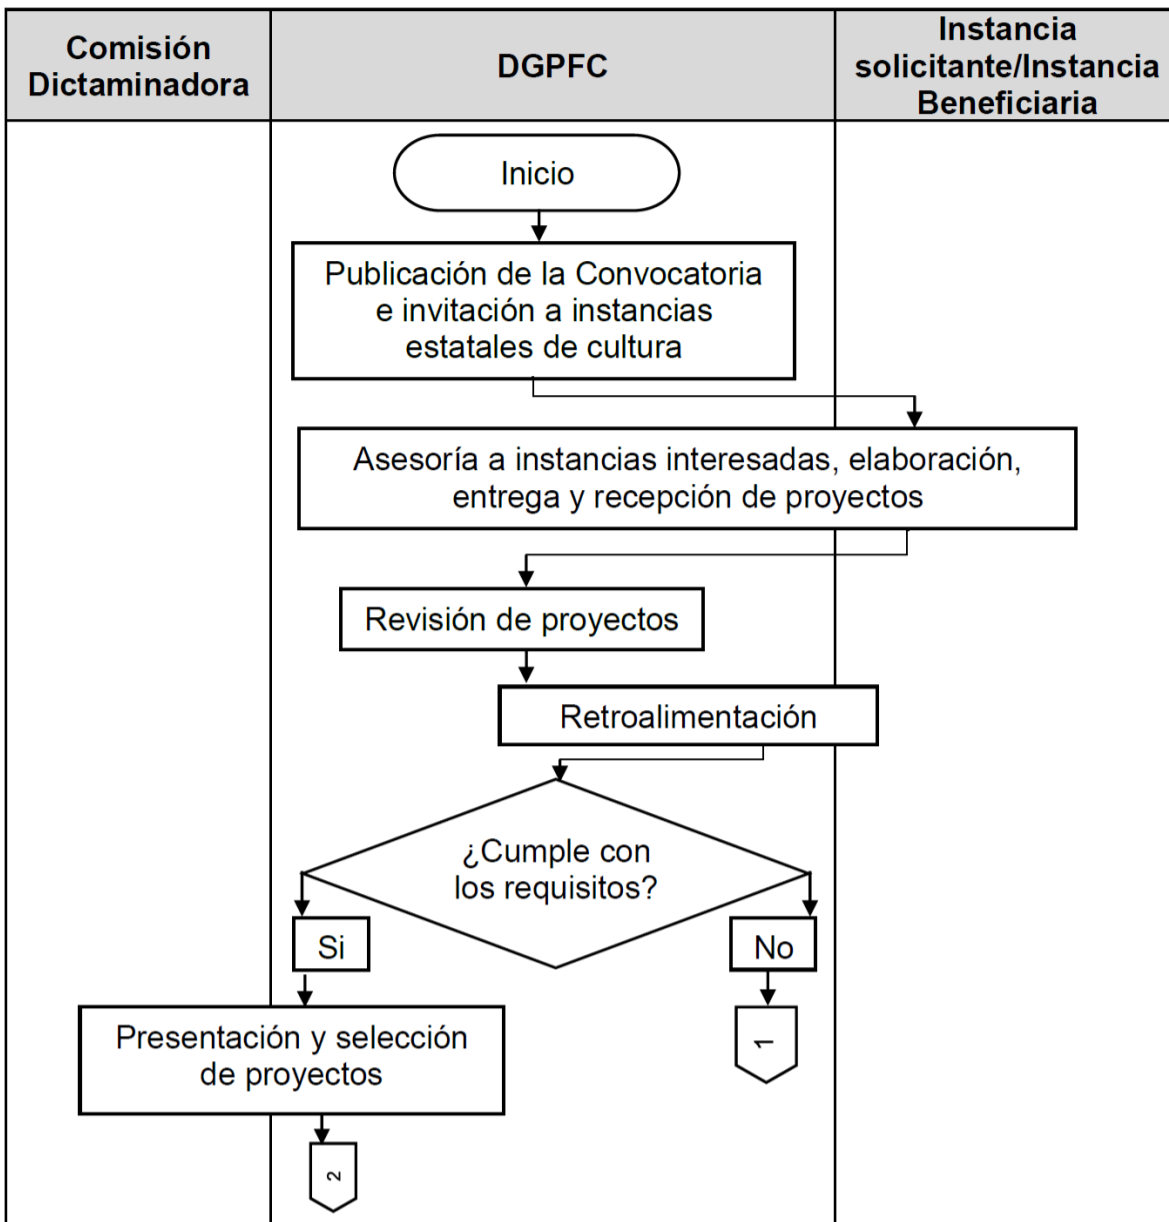 Comisión
Dictaminadora
DGPFC
Instancia
solicitante/Instancia
Beneficiaria
Inicio
Publicación de la Convocatoria
e invitación a instancias
estatales de cultura
Asesoría a instancias interesadas, elaboración,
entrega y recepción de proyectos
Revisión de proyectos
Retroalimentación
¿Cumple con
los requisitos?
Si
No
Presentación y selección
de proyectos
1
2